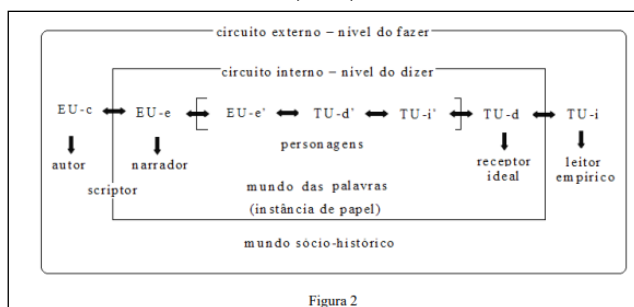 circuito externo – nível do fazer
circuito interno – nível do dizer
EU-c EU-e EU-e' TU-d' TU-i' TU-d TU-i
personagens
autor narrador receptor ideal leitor empírico
scriptor
mundo das palavras
(instância de papel)
mundo sócio-histórico
Figura 2